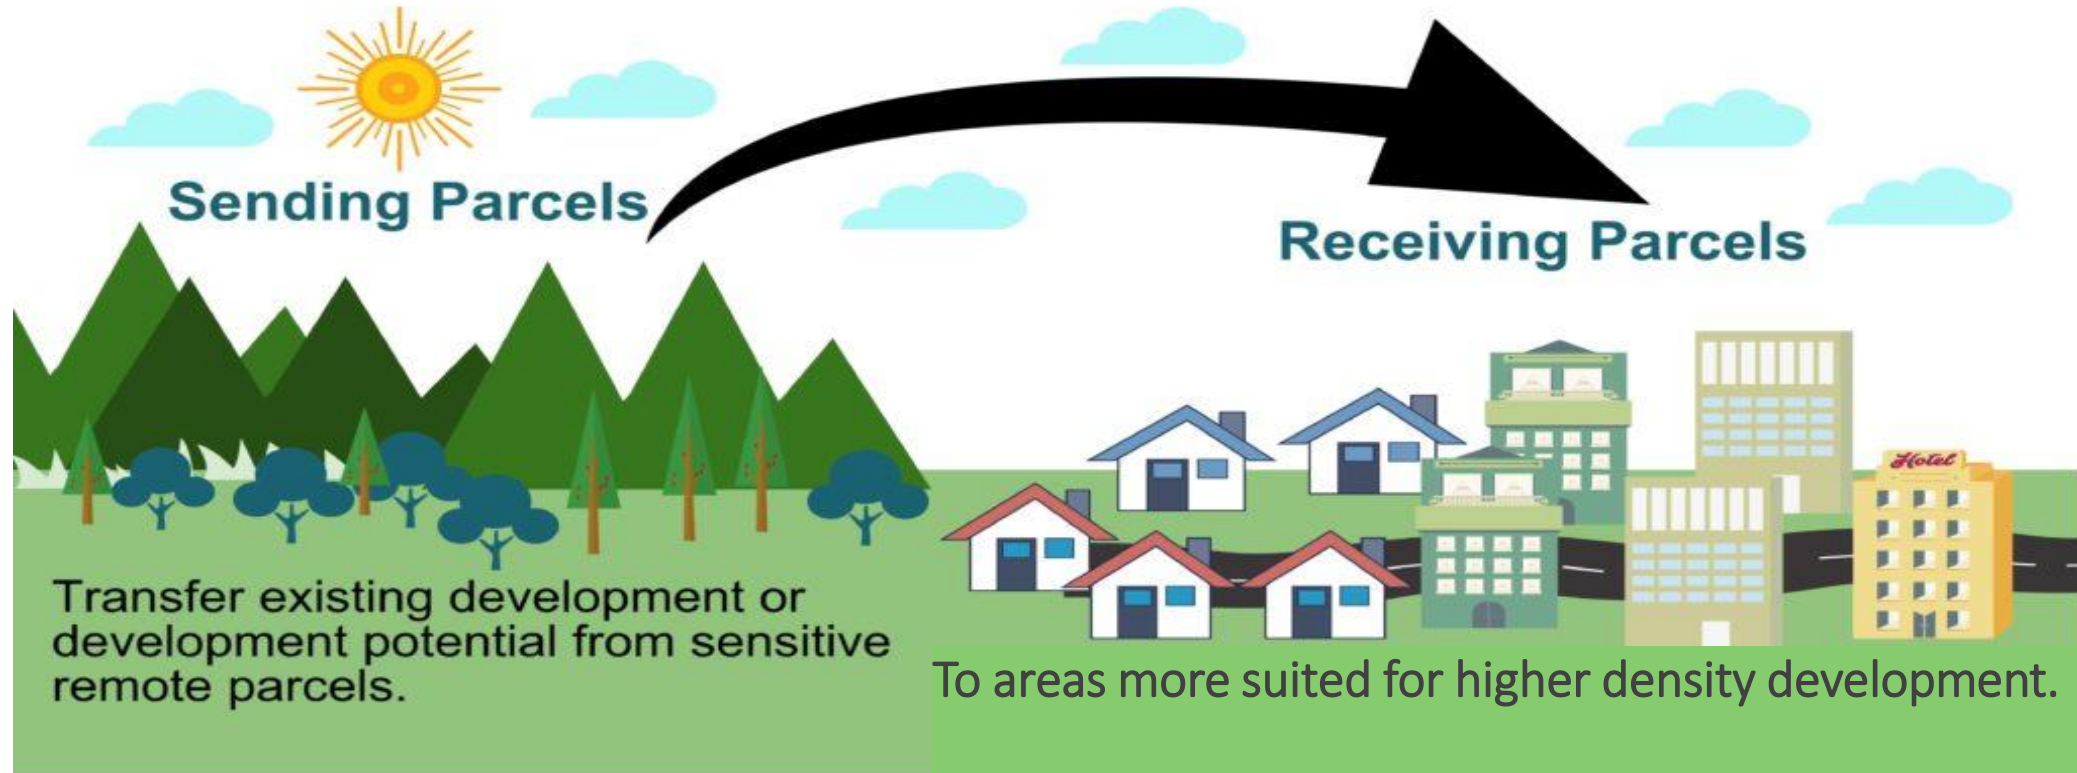 Sending Parcels
Receiving Parcels
Hotel
Transfer existing development or
development potential from sensitive
remote parcels.
To areas more suited for higher density development.